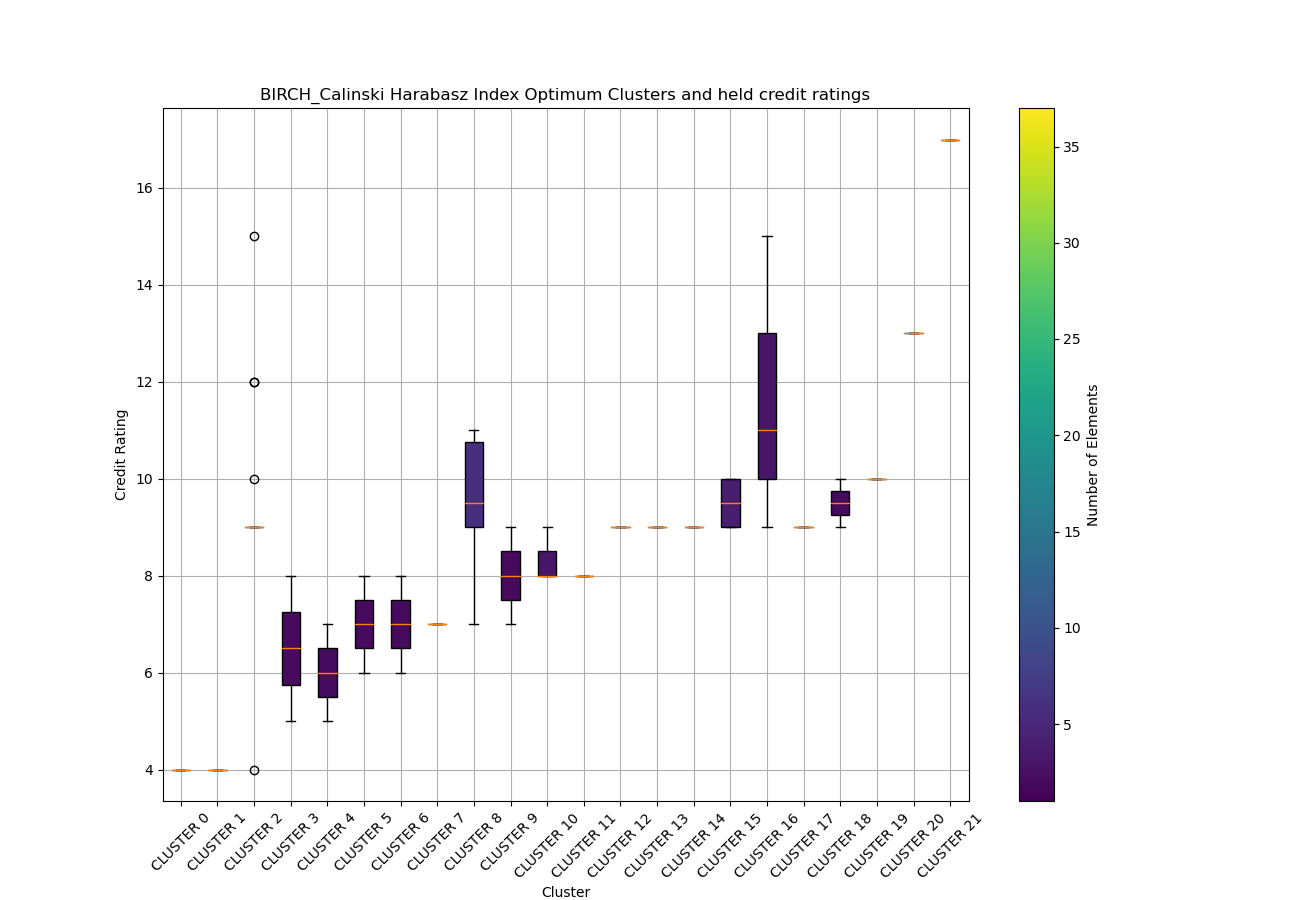 BIRCH_Calinski Harabasz Index Optimum Clusters and held credit ratings
16
14
12
10
8
6
4
Credit Rating
CLUSTER 0
CLUSTER 1
CLUSTER 2
CLUSTER 3
CLUSTER 4
CLUSTER 5
CLUSTER 6
CLUSTER 7
CLUSTER 8
CLUSTER 9
CLUSTER 10
CLUSTER 11
CLUSTER 12
CLUSTER 13
CLUSTER 14
CLUSTER 15
CLUSTER 16
CLUSTER 17
CLUSTER 18
CLUSTER 19
CLUSTER 20
CLUSTER 21
Cluster
35
30
25
20
15
10
5
Number of Elements